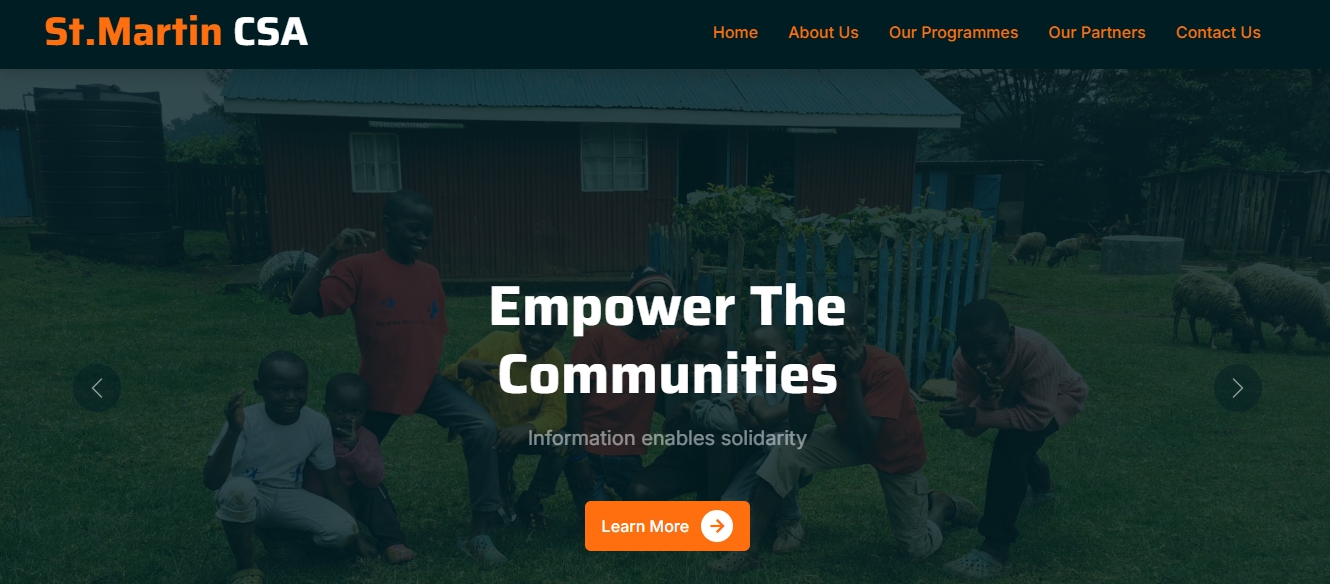 St.Martin CSA
Home
About Us
Our Programmes
Our Partners
Contact Us
Empower The
Communities
Information enables solidarity
Learn More